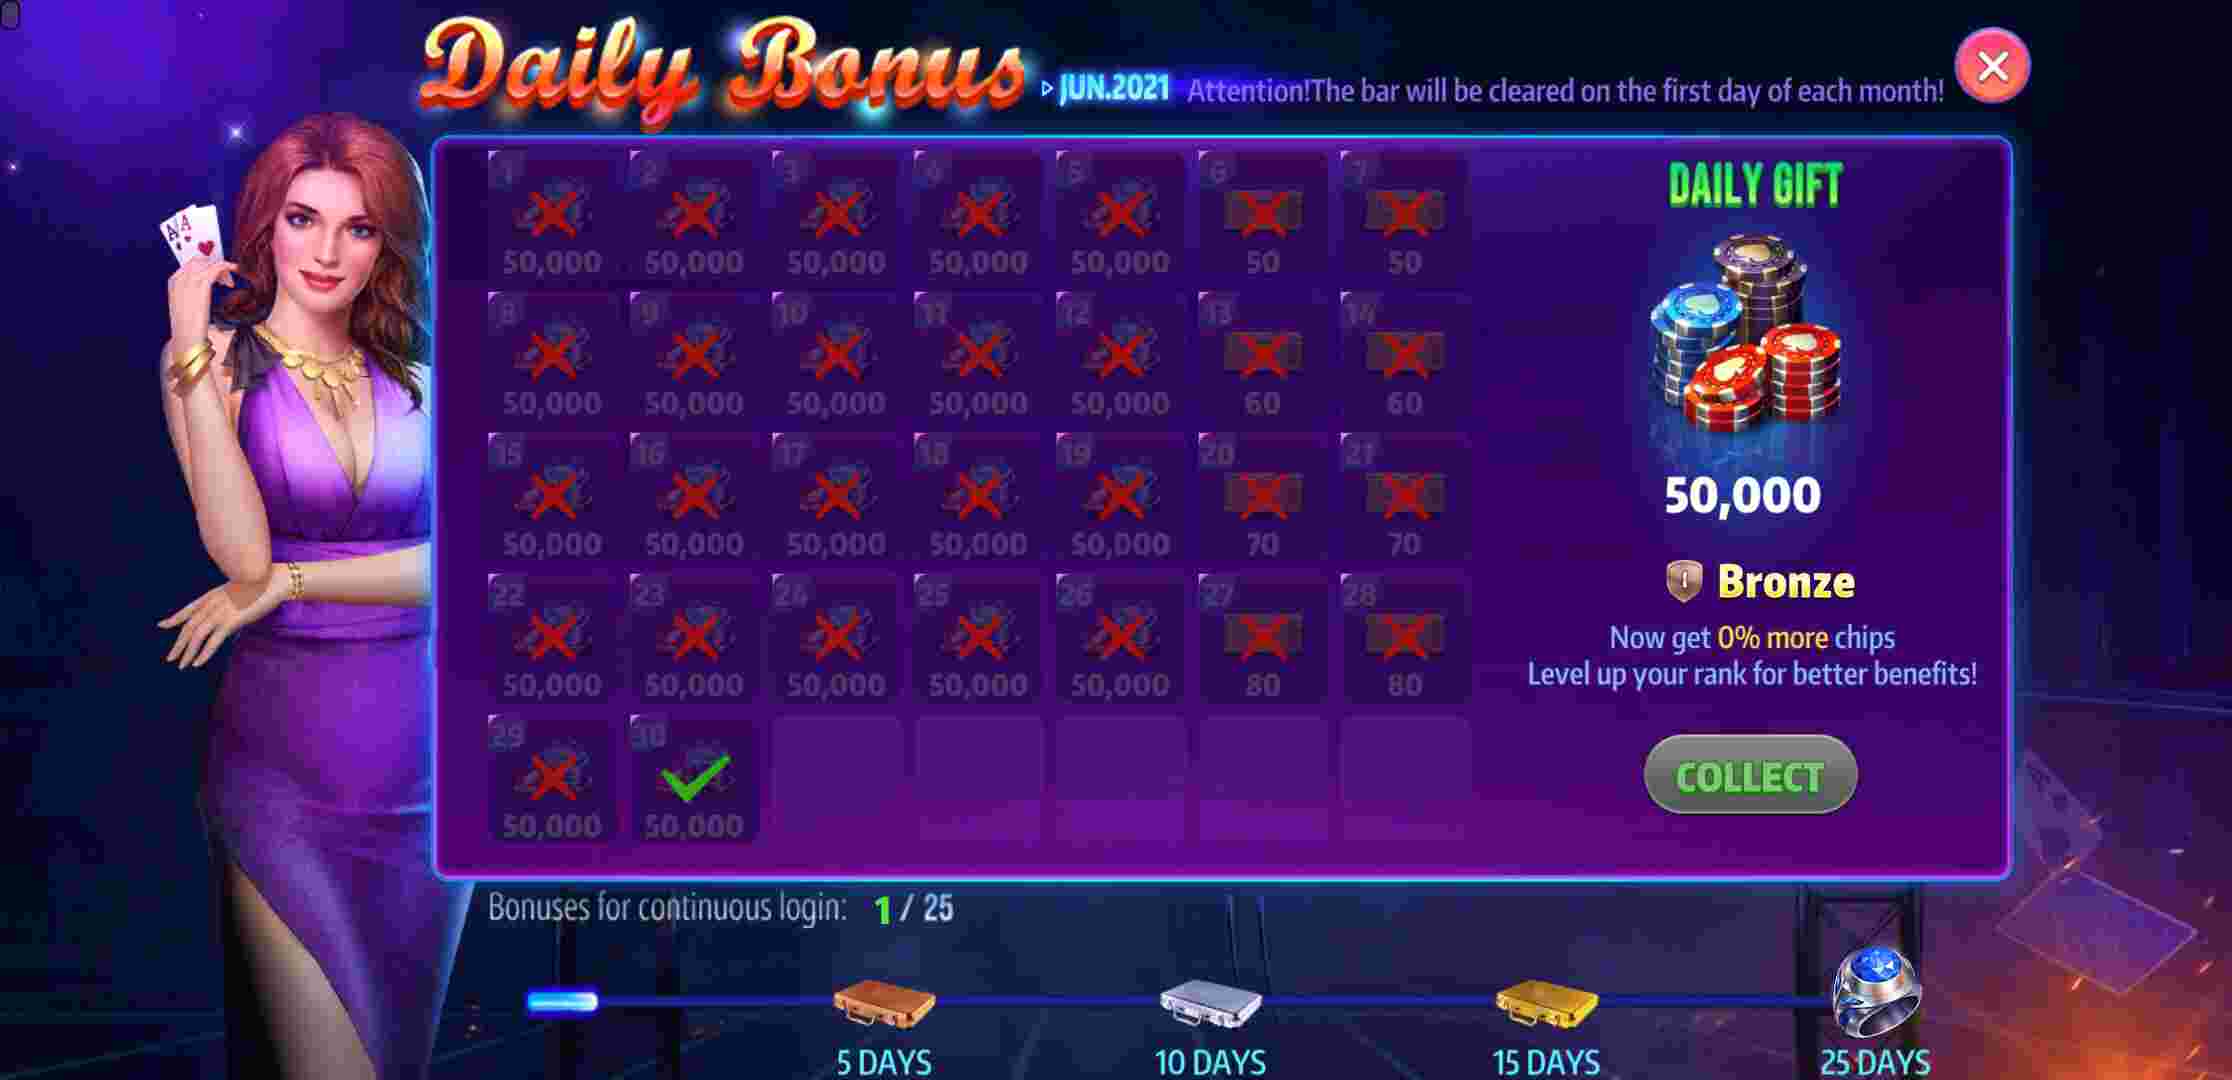 Daily Bonus
JUN.2021
Attention!The bar will be cleared on the first day of each month!
DAILY GIFT
1 2 3 4 5 6 7
50,000 50,000 50,000 50,000 50,000 50 50
8 9 10 11 12 13 14
50,000 50,000 50,000 50,000 50,000 60 60
15 16 17 18 19 20 21
50,000 50,000 50,000 50,000 50,000 70 70
22 23 24 25 26 27 28
50,000 50,000 50,000 50,000 50,000 80 80
29 30
50,000 50,000
50,000
Bronze
Now get 0% more chips
Level up your rank for better benefits!
COLLECT
Bonuses for continuous login: 1 / 25
5 DAYS
10 DAYS
15 DAYS
25 DAYS
A A